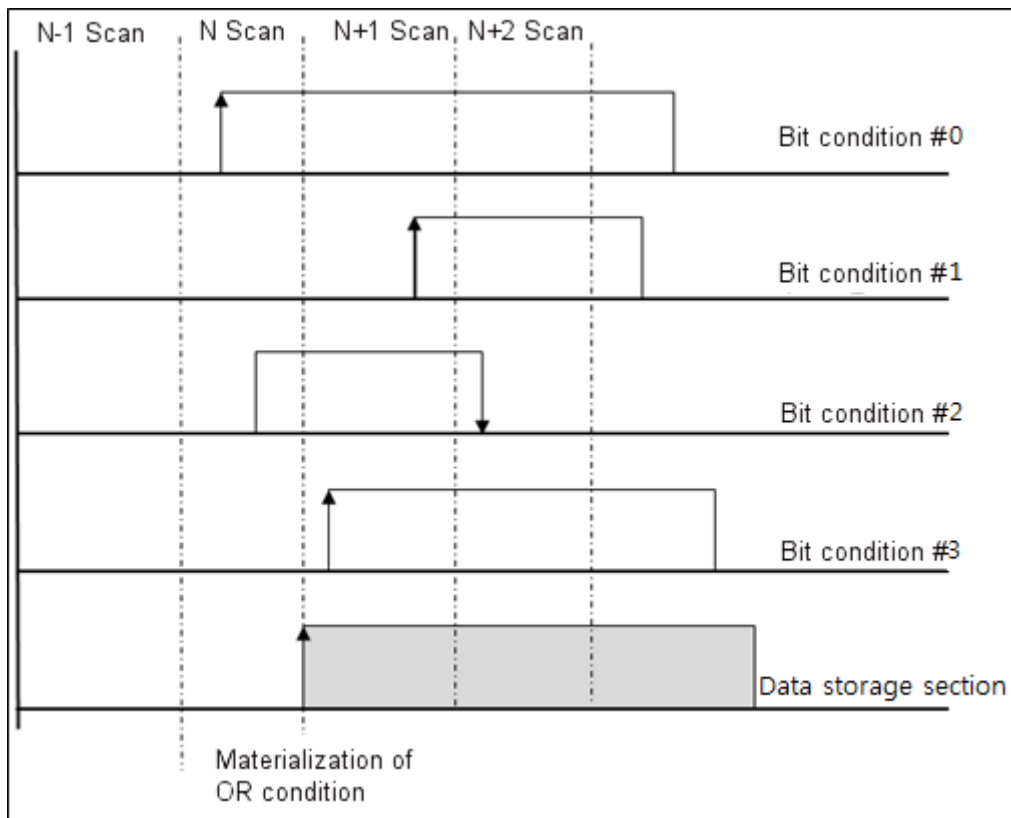 N-1 Scan
N Scan
N+1 Scan
N+2 Scan
Bit condition #0
Bit condition #1
Bit condition #2
Bit condition #3
Data storage section
Materialization of
OR condition